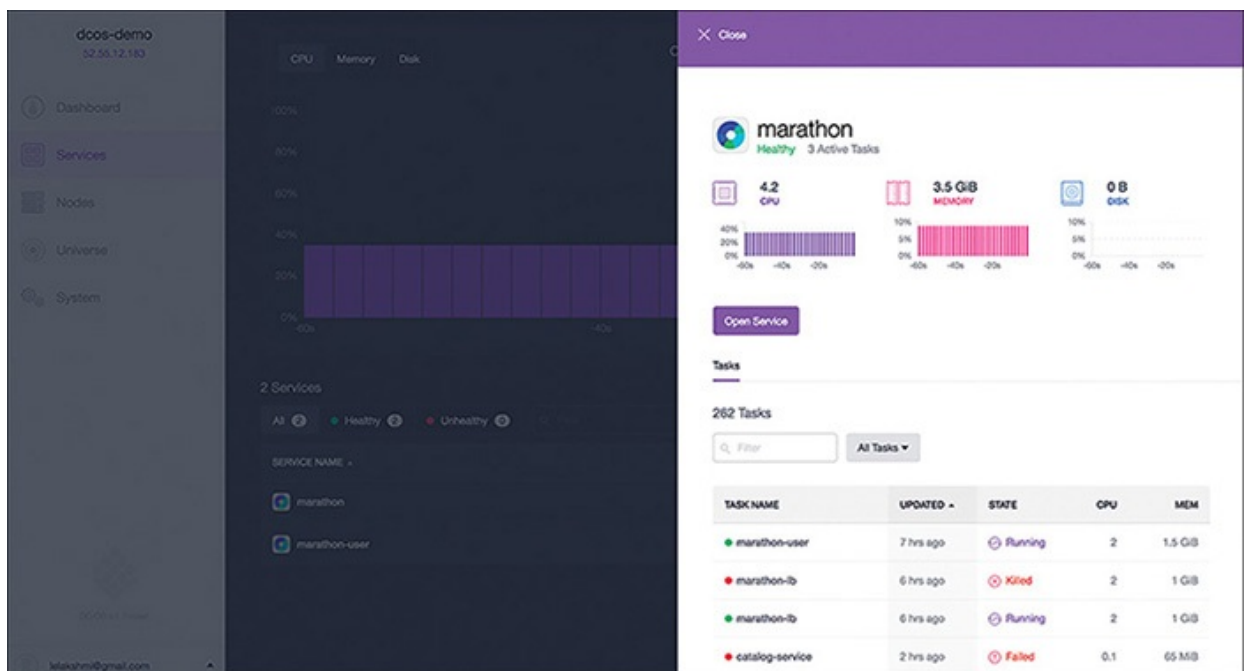 dcos-demo
52.55.12.183
Dashboard
Services
Nodes
Universe
System
lelakshmi@gmail.com
CPU Memory Disk
100%
80%
60%
40%
20%
0%
-60s -40s
2 Services
All 2 Healthy 2 Unhealthy 0
SERVICE NAME
marathon
marathon-user
Close
marathon
Healthy 3 Active Tasks
4.2
CPU
40%
20%
0%
-60s -40s -20s
3.5 GiB
MEMORY
10%
5%
0%
-60s -40s -20s
0 B
DISK
10%
5%
0%
-60s -40s -20s
Open Service
Tasks
262 Tasks
Filter All Tasks
TASK NAME UPDATED STATE CPU MEM
marathon-user 7 hrs ago Running 2 1.5 GiB
marathon-lb 6 hrs ago Killed 2 1 GiB
marathon-lb 6 hrs ago Running 2 1 GiB
catalog-service 2 hrs ago Failed 0.1 65 MiB